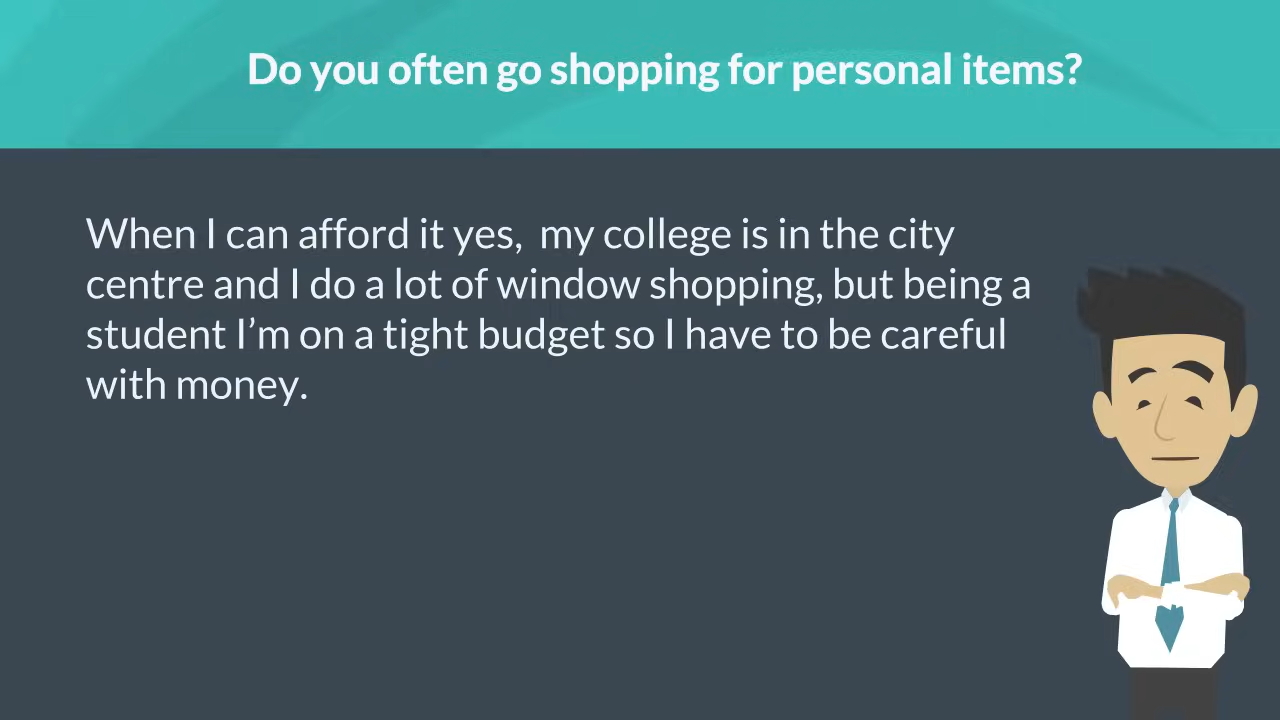 Do you often go shopping for personal items?
When I can afford it yes,  my college is in the city
centre and I do a lot of window shopping, but being a
student I’m on a tight budget so I have to be careful
with money.